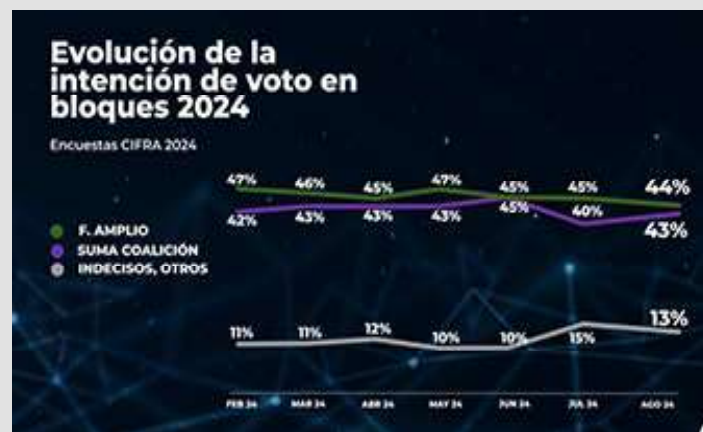 Evolución de la
intención de voto en
bloques 2024
Encuestas CIFRA 2024
47% 46% 45% 47% 45% 45% 44%
42% 43% 43% 43% 45% 40% 43%
F. AMPLIO
SUMA COALICIÓN
INDECISOS, OTROS
11% 11% 12% 10% 10% 15% 13%
FEB 24 MAR 24 ABR 24 MAY 24 JUN 24 JUL 24 AGO 24